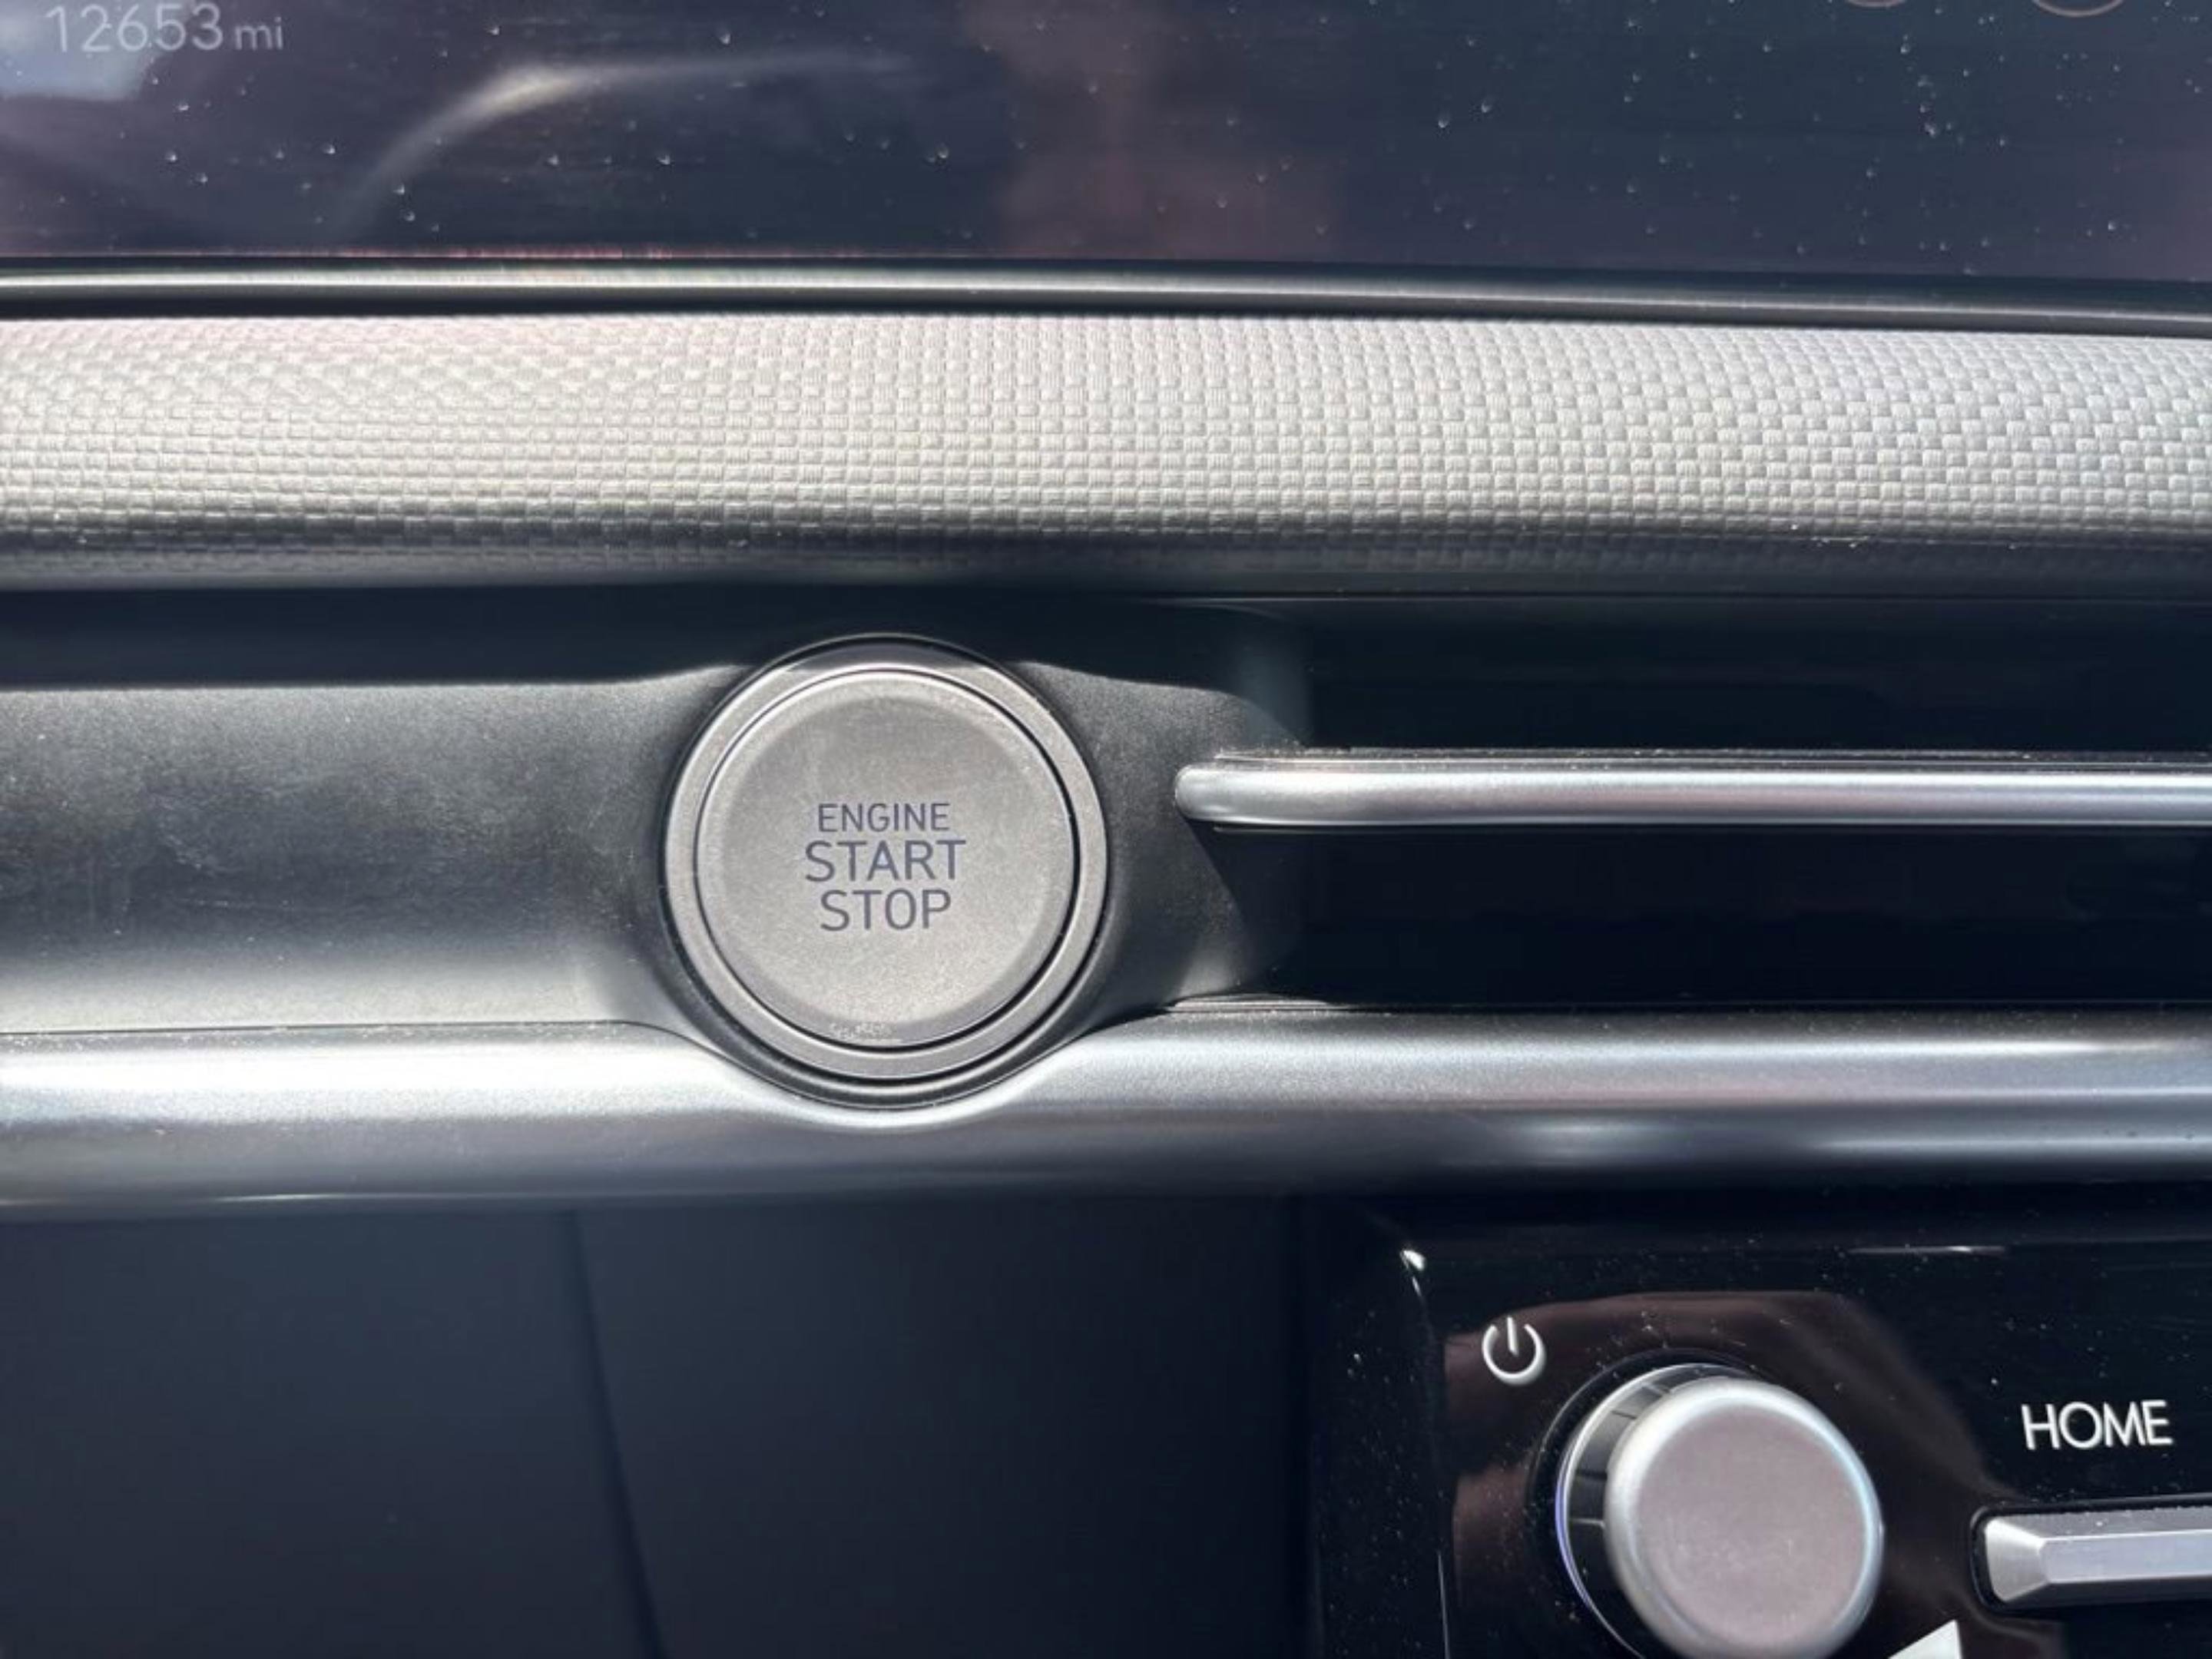 12653 mi
ENGINE
START
STOP
HOME